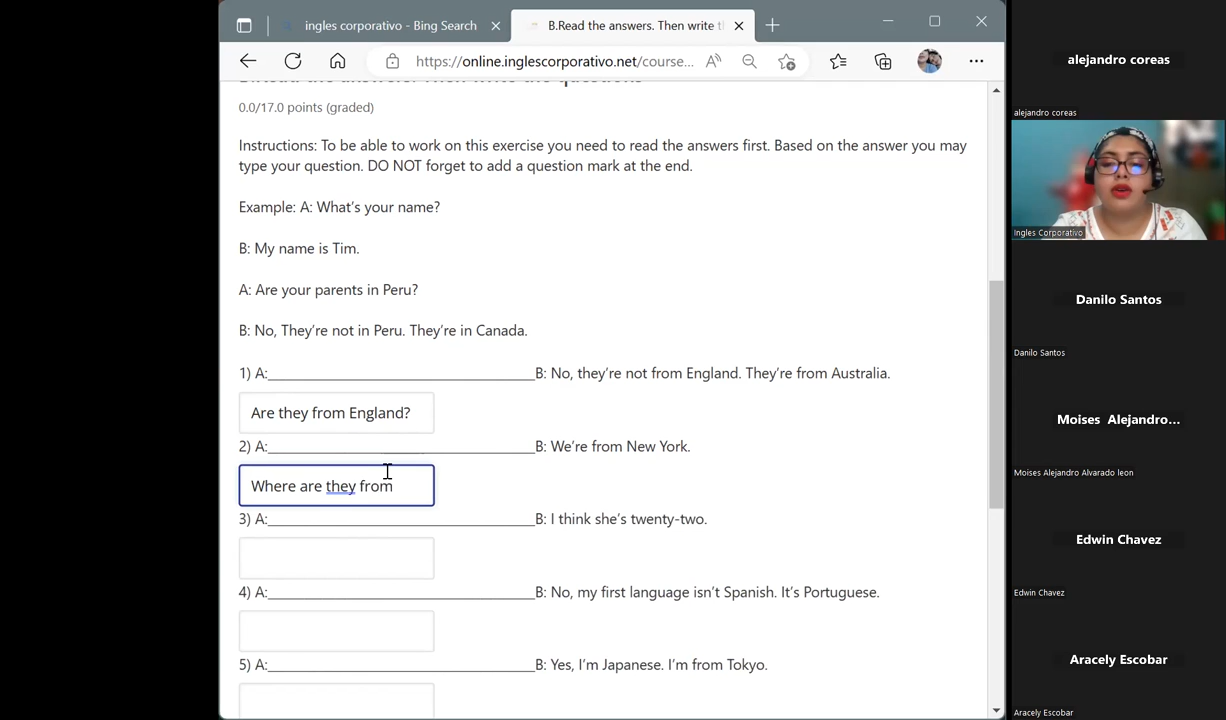 ingles corporativo - Bing Search
B.Read the answers. Then write t
https://online.inglescorporativo.net/course...
0.0/17.0 points (graded)
Instructions: To be able to work on this exercise you need to read the answers first. Based on the answer you may
type your question. DO NOT forget to add a question mark at the end.
Example: A: What's your name?
B: My name is Tim.
A: Are your parents in Peru?
B: No, They're not in Peru. They're in Canada.
1) A:__________________________________B: No, they're not from England. They're from Australia.
Are they from England?
2) A:__________________________________B: We're from New York.
Where are they from
3) A:__________________________________B: I think she's twenty-two.
4) A:__________________________________B: No, my first language isn't Spanish. It's Portuguese.
5) A:__________________________________B: Yes, I'm Japanese. I'm from Tokyo.
alejandro coreas
alejandro coreas
Ingles Corporativo
Danilo Santos
Danilo Santos
Moises Alejandro...
Moises Alejandro Alvarado leon
Edwin Chavez
Edwin Chavez
Aracely Escobar
Aracely Escobar